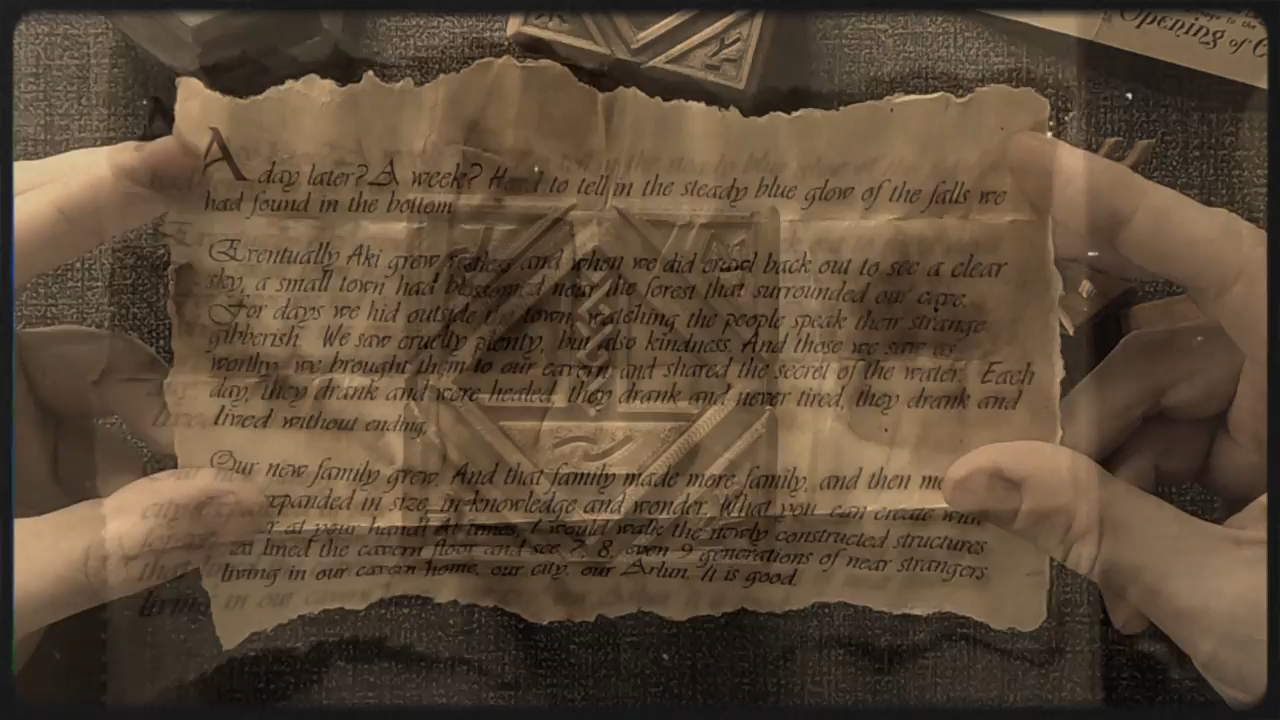 Opening of
A day later? A week? to tell in the steady blue glow of the falls we
had found in the bottom
Eventually Aki grew and when we did crawl back out to see a clear
sky, a small town had blossomed near the forest that surrounded our cave.
For days we hid outside the town, watching the people speak their strange
gibberish. We saw cruelty plenty, but also kindness. And those we saw as
worthy, we brought them to our cavern and shared the secret of the water. Each
day, they drank and were healed, they drank and never tired, they drank and
lived without ending.
Our new family grew. And that family made more family, and then
expanded in size, in knowledge and wonder. What you can create with
at your hand! At times, I would walk the newly constructed structures
lined the cavern floor and see 7, 8, even 9 generations of near strangers
living in our cavern home, our city, our Arlun. It is good.